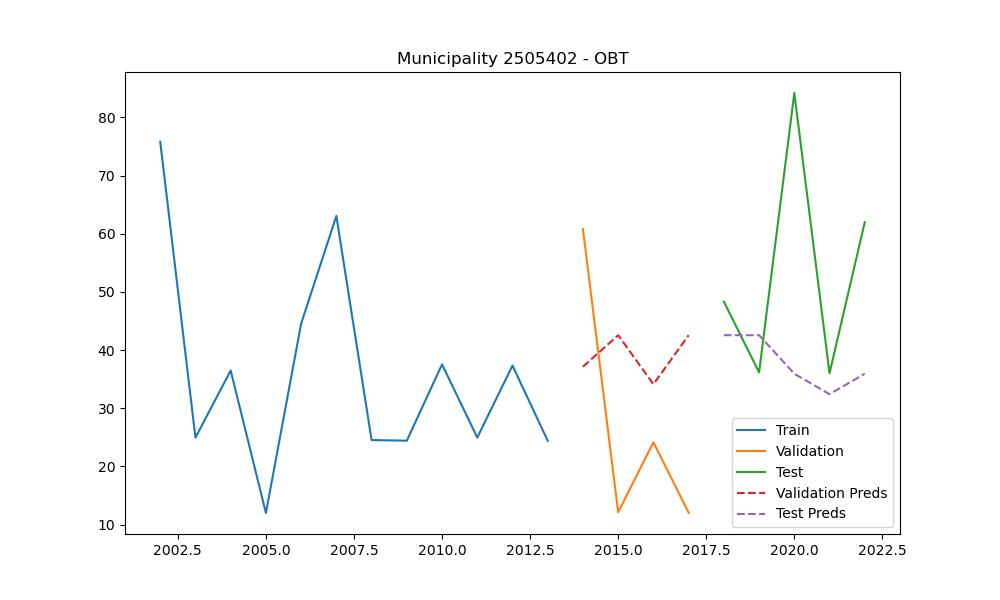 Municipality 2505402 - OBT
80
70
60
50
40
30
20
10
2002.5 2005.0 2007.5 2010.0 2012.5 2015.0 2017.5 2020.0 2022.5
Train
Validation
Test
Validation Preds
Test Preds